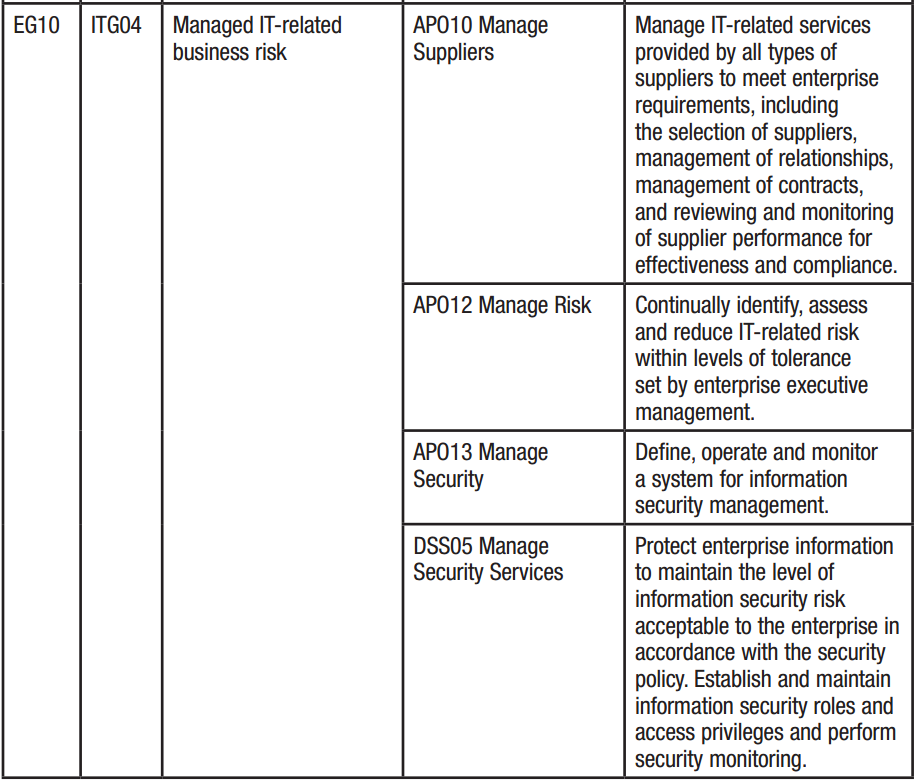 EG10
ITG04
Managed IT-related
business risk
APO10 Manage
Suppliers
Manage IT-related services
provided by all types of
suppliers to meet enterprise
requirements, including
the selection of suppliers,
management of relationships,
management of contracts,
and reviewing and monitoring
of supplier performance for
effectiveness and compliance.
APO12 Manage Risk
Continually identify, assess
and reduce IT-related risk
within levels of tolerance
set by enterprise executive
management.
APO13 Manage
Security
Define, operate and monitor
a system for information
security management.
DSS05 Manage
Security Services
Protect enterprise information
to maintain the level of
information security risk
acceptable to the enterprise in
accordance with the security
policy. Establish and maintain
information security roles and
access privileges and perform
security monitoring.